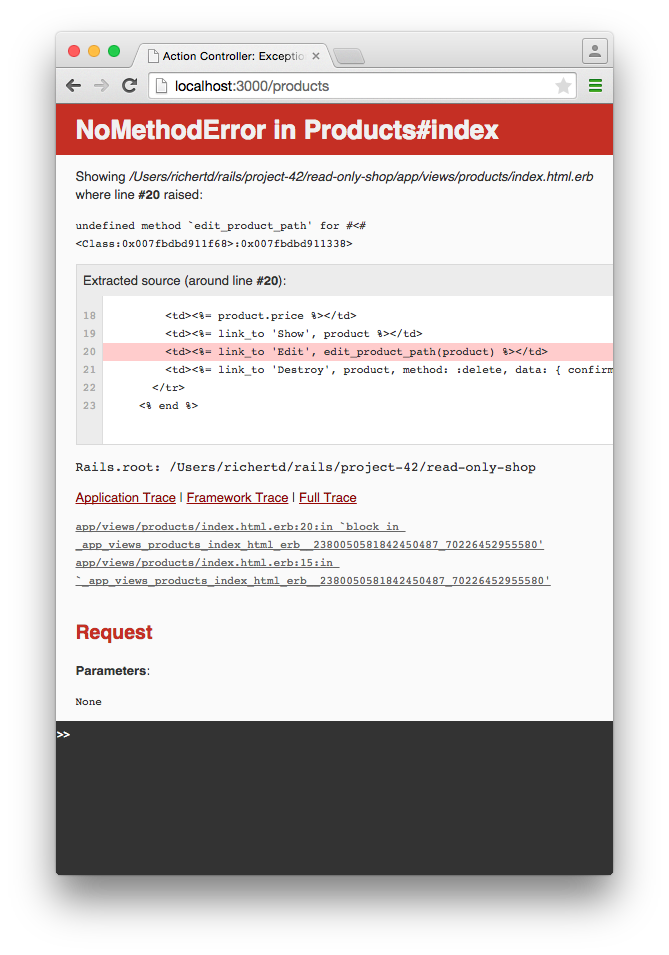 Action Controller: Exceptio
localhost:3000/products
NoMethodError in Products#index
Showing /Users/richertd/rails/project-42/read-only-shop/app/views/products/index.html.erb
where line #20 raised:
undefined method `edit_product_path' for #<#
<Class:0x007fbdbd911f68>:0x007fbdbd911338>
Extracted source (around line #20):
18 <td><%= product.price %></td>
19 <td><%= link_to 'Show', product %></td>
20 <td><%= link_to 'Edit', edit_product_path(product) %></td>
21 <td><%= link_to 'Destroy', product, method: :delete, data: { confirm
22 </tr>
23 <% end %>
Rails.root: /Users/richertd/rails/project-42/read-only-shop
Application Trace | Framework Trace | Full Trace
app/views/products/index.html.erb:20:in `block in
_app_views_products_index_html_erb__2380050581842450487_70226452955580'
app/views/products/index.html.erb:15:in
`_app_views_products_index_html_erb__2380050581842450487_70226452955580'
Request
Parameters:
None
>>